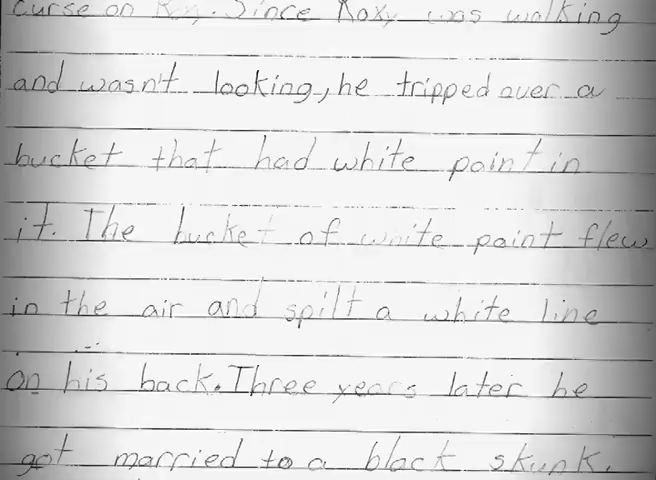 curse on Roxy. Since Roxy was walking
and wasn't looking, he tripped over a
bucket that had white paint in
it. The bucket of white paint flew
in the air and spilt a white line
on his back. Three years later he
got married to a black skunk.